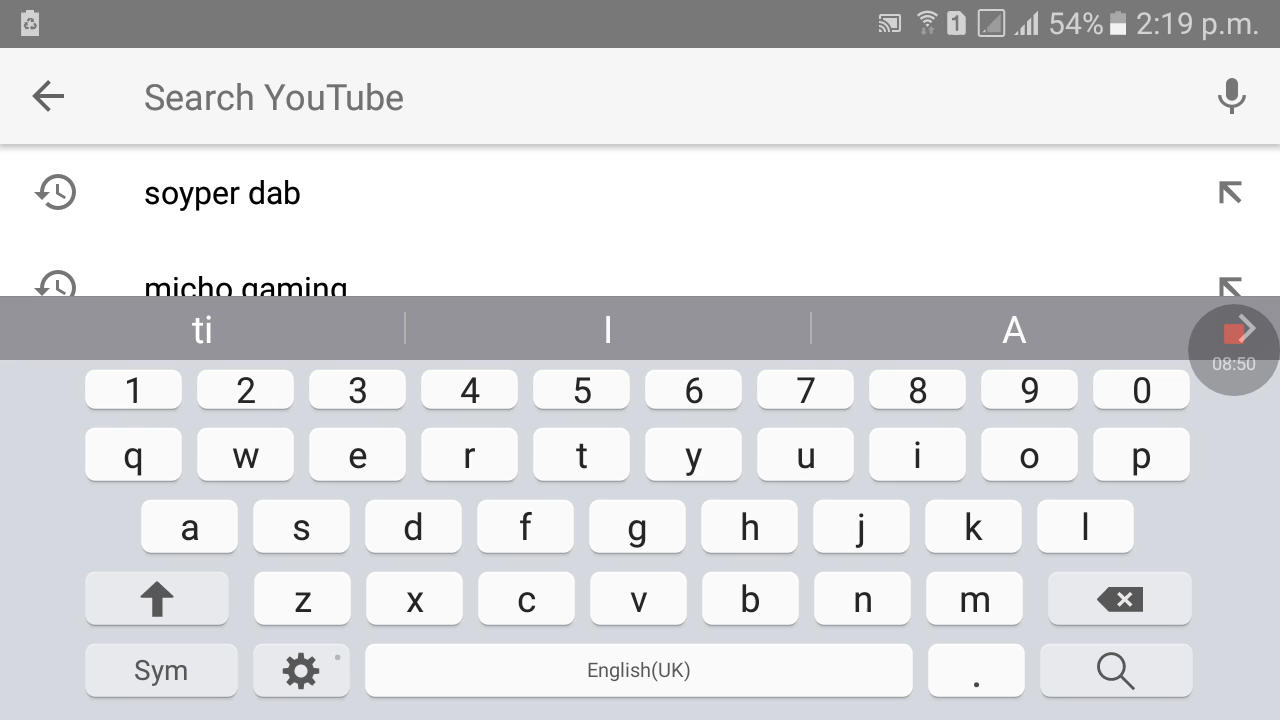 1 54% 2:19 p.m.
Search YouTube
soyper dab
micho gaming
ti I A
08:50
1 2 3 4 5 6 7 8 9 0
q w e r t y u i o p
a s d f g h j k l
z x c v b n m
Sym English(UK) .